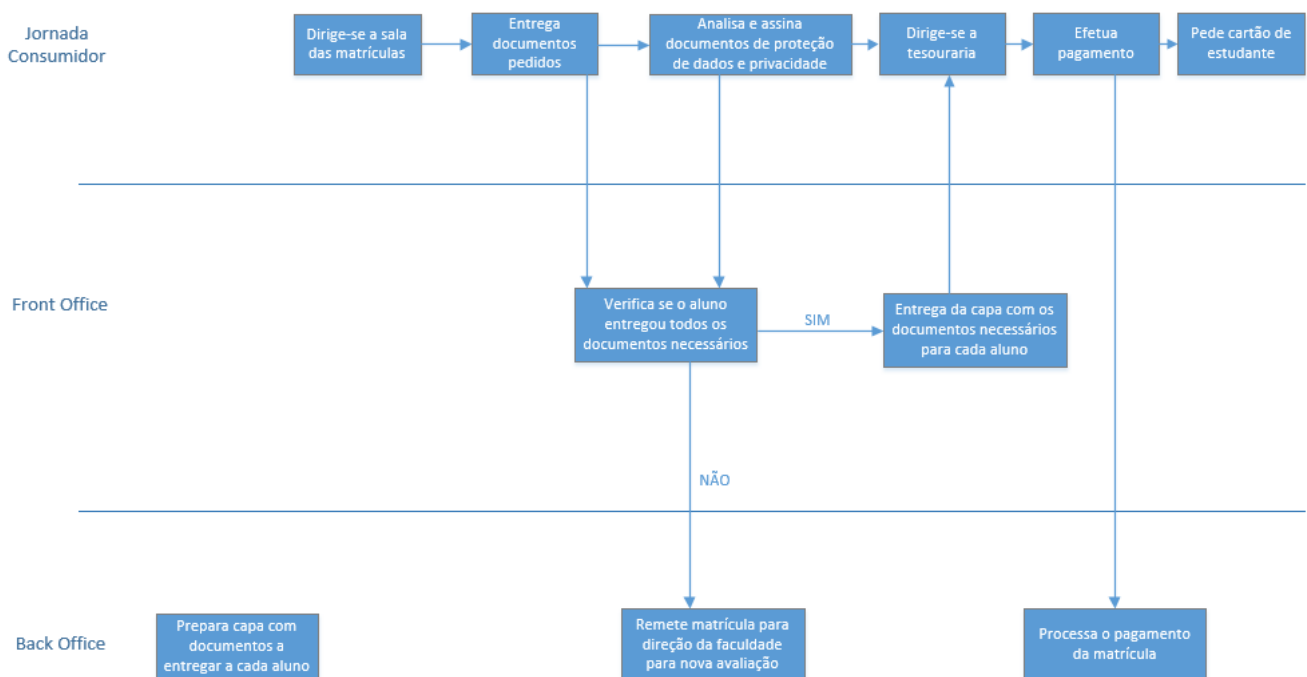 Jornada
Consumidor
Dirige-se a sala
das matrículas
Entrega
documentos
pedidos
Analisa e assina
documentos de proteção
de dados e privacidade
Dirige-se a
tesouraria
Efetua
pagamento
Pede cartão de
estudante
Front Office
Verifica se o aluno
entregou todos os
documentos necessários
SIM
Entrega da capa com os
documentos necessários
para cada aluno
NÃO
Back Office
Prepara capa com
documentos a
entregar a cada aluno
Remete matrícula para
direção da faculdade
para nova avaliação
Processa o pagamento
da matrícula